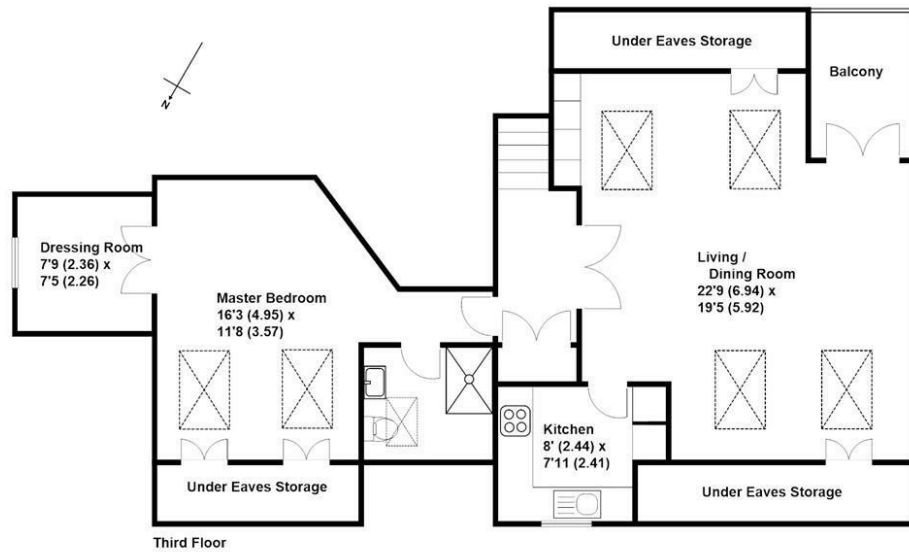 Under Eaves Storage
Balcony
N
Dressing Room
7'9 (2.36) x
7'5 (2.26)
Master Bedroom
16'3 (4.95) x
11'8 (3.57)
Living /
Dining Room
22'9 (6.94) x
19'5 (5.92)
Kitchen
8' (2.44) x
7'11 (2.41)
Under Eaves Storage
Under Eaves Storage
Third Floor